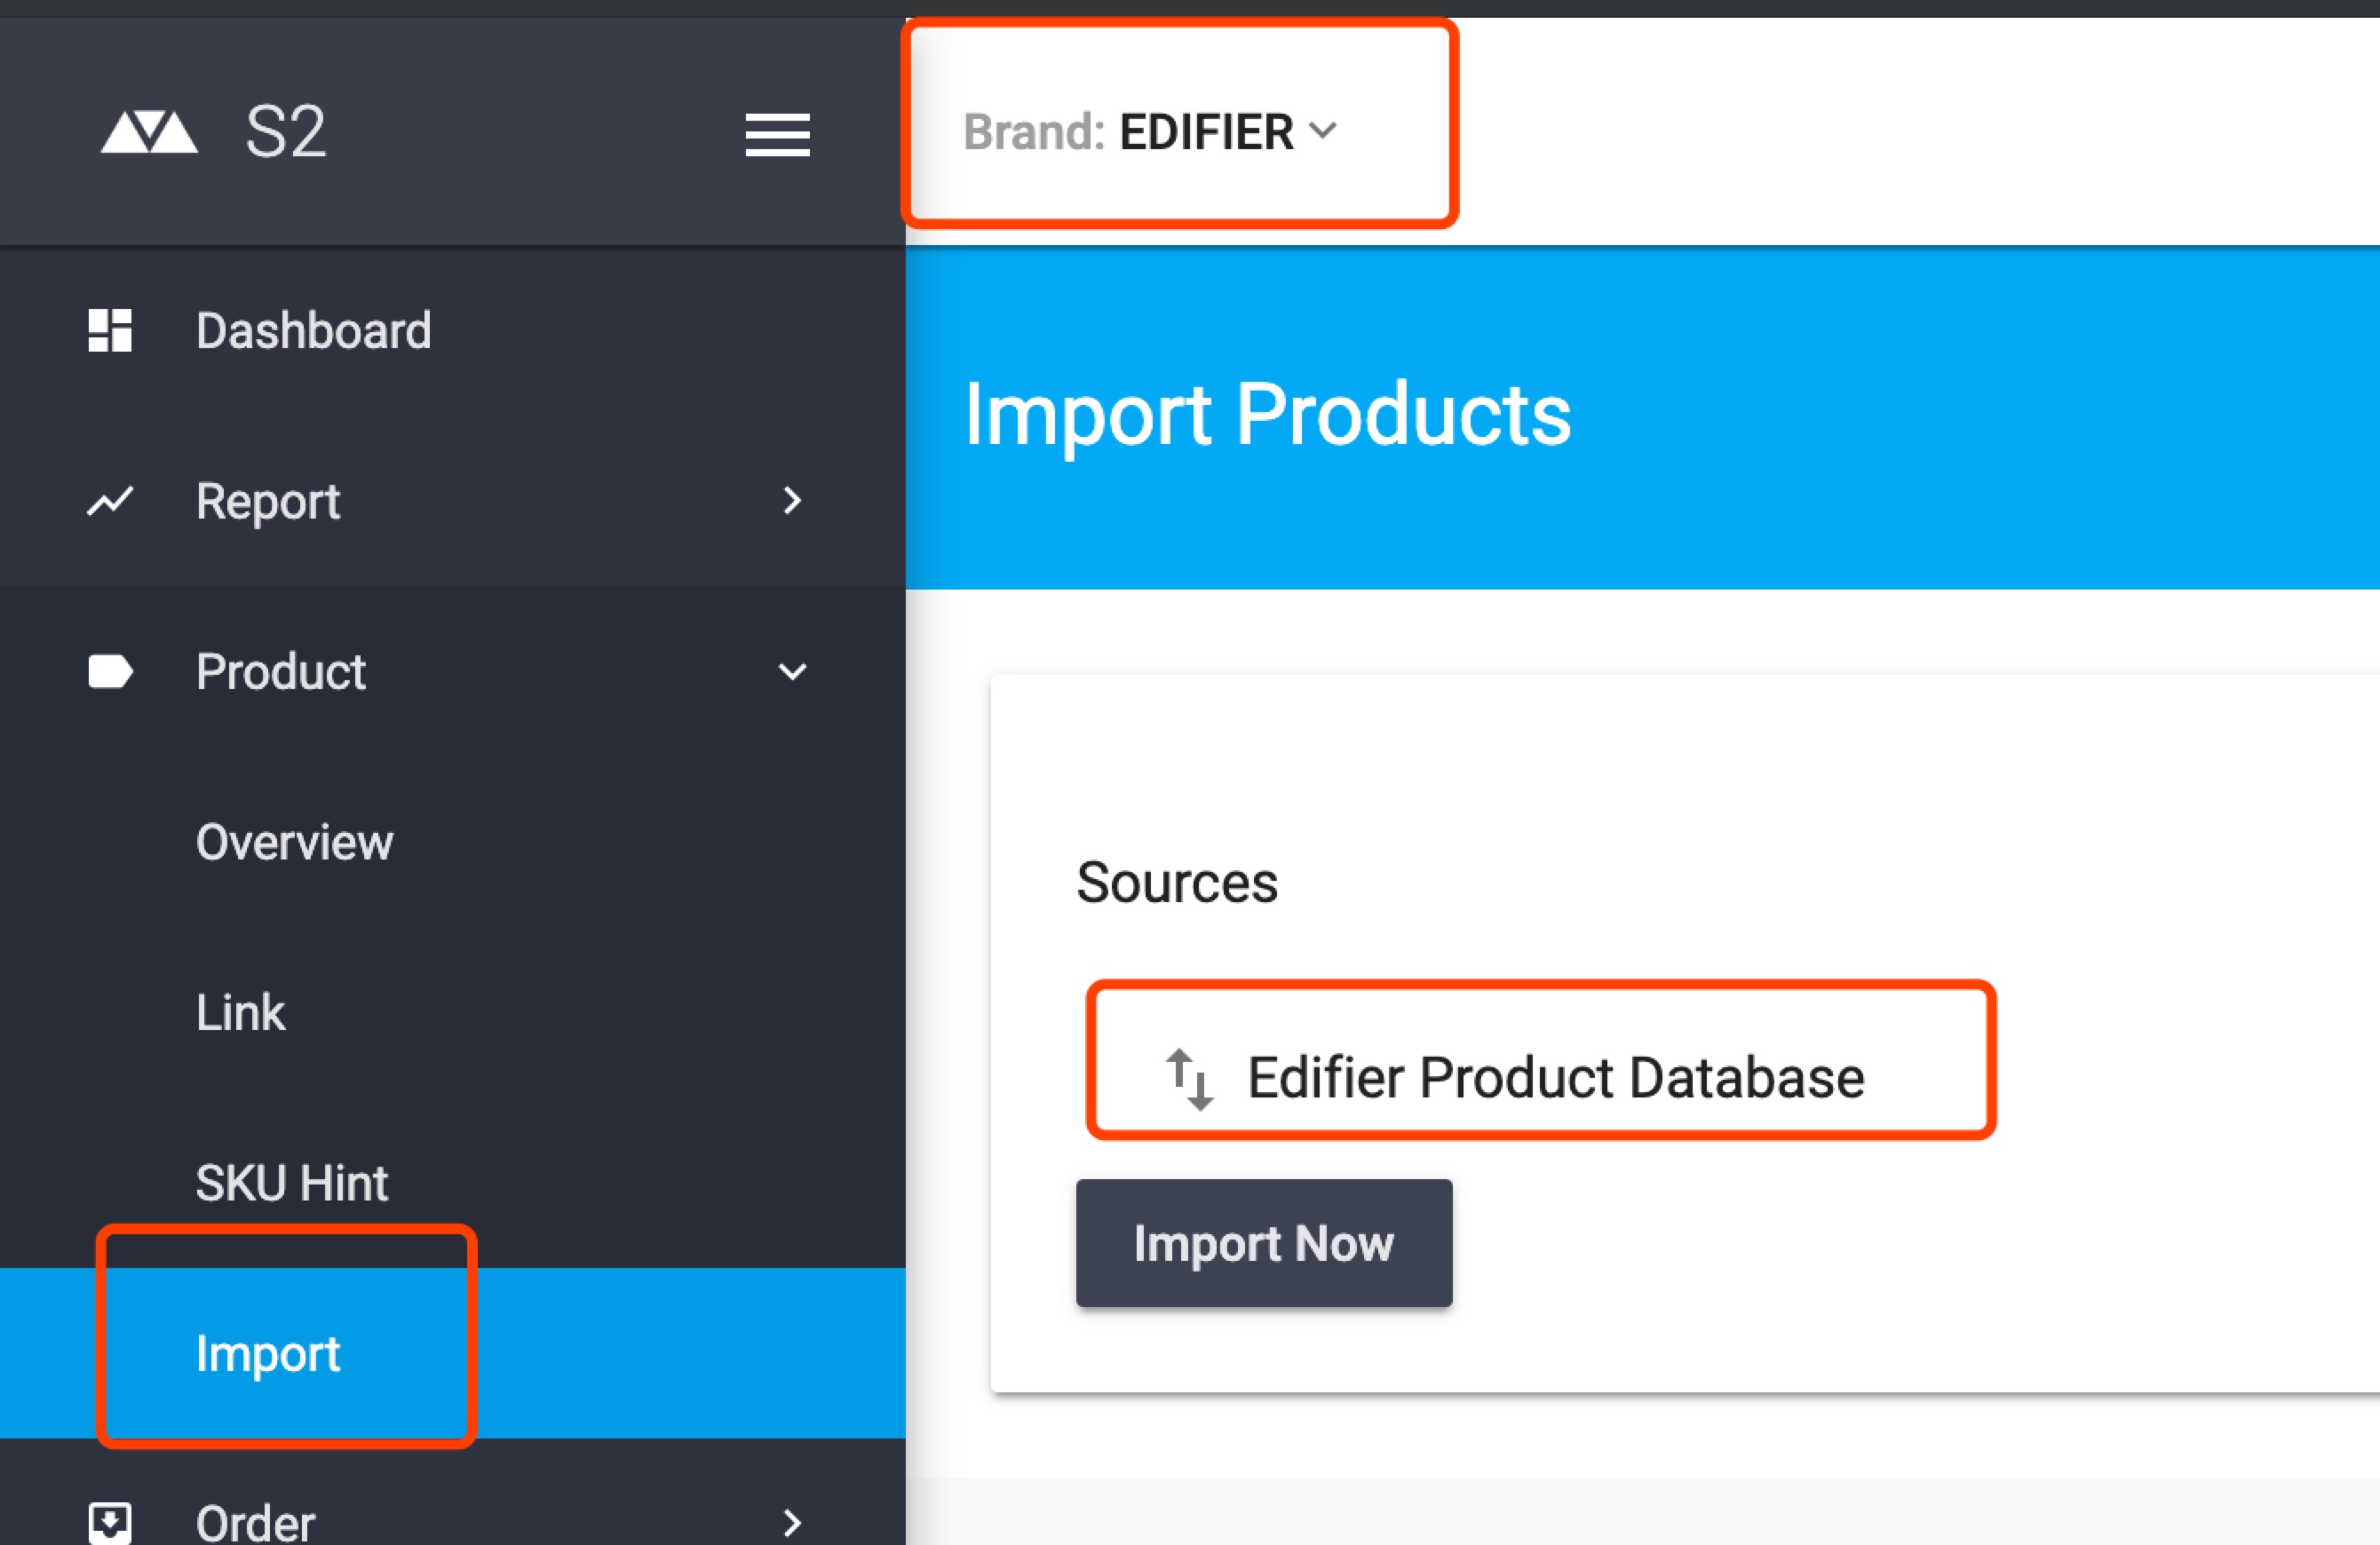 S2
Brand: EDIFIER
Dashboard
Report
Product
Overview
Link
SKU Hint
Import
Order
Import Products
Sources
Edifier Product Database
Import Now